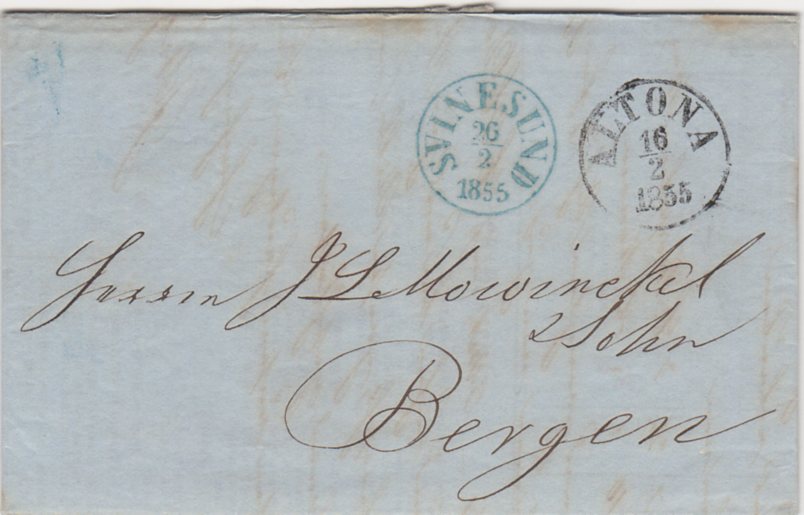 SVINESUND
26
2
1855
ALTONA
16
2
1855
Herrn J L Mowinckel
& Sohn
Bergen